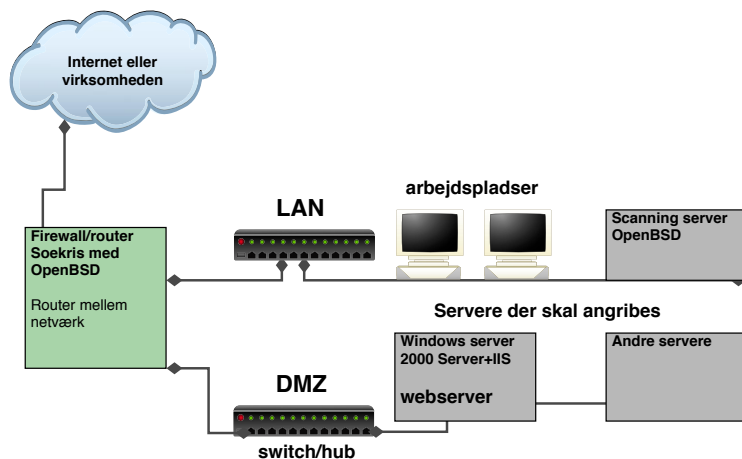 Internet eller
virksomheden
arbejdspladser
LAN
Firewall/router
Soekris med
OpenBSD
Router mellem
netværk
Scanning server
OpenBSD
Servere der skal angribes
Windows server
2000 Server+IIS
webserver
Andre servere
DMZ
switch/hub